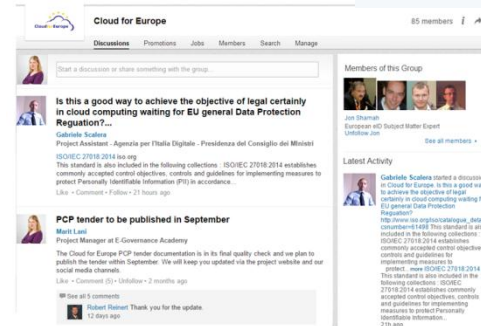 Cloud for Europe
Cloud for Europe
85 members
Discussions Promotions Jobs Members Search Manage
Start a discussion or share something with the group...
Is this a good way to achieve the objective of legal certainly
in cloud computing waiting for EU general Data Protection
Reguation?...
Gabriele Scalera
Project Assistant - Agenzia per l'Italia Digitale - Presidenza del Consiglio dei Ministri
ISO/IEC 27018:2014 iso.org
This standard is also included in the following collections : ISO/IEC 27018:2014 establishes
commonly accepted control objectives, controls and guidelines for implementing measures to
protect Personally Identifiable Information (PII) in accordance...
Like • Comment • Follow • 21 hours ago
PCP tender to be published in September
Marit Lani
Project Manager at E-Governance Academy
The Cloud for Europe PCP tender documentation is in its final quality check and we plan to
publish the tender within September. We will keep you updated via the project website and our
social media channels.
Like • Comment (5) • Unfollow • 2 months ago
See all 5 comments
Robert Reinert Thank you for the update.
12 days ago
Members of this Group
Jon Shamah
European eID Subject Matter Expert
Unfollow Jon
See all members
Latest Activity
Gabriele Scalera started a discussion
in Cloud for Europe: Is this a good wa
to achieve the objective of legal
certainly in cloud computing waiting f
EU general Data Protection
Reguation?
http://www.iso.org/iso/catalogue_deta
csnumber=61498 This standard is als
included in the following collections :
ISO/IEC 27018:2014 establishes
commonly accepted control objective
controls and guidelines for
implementing measures to
protect... more ISO/IEC 27018:2014
This standard is included in the
following collections : ISO/IEC
27018:2014 establishes commonly
accepted control objectives, controls
and guidelines for implementing
measures to protect Personally
Identifiable Information...
21h ago